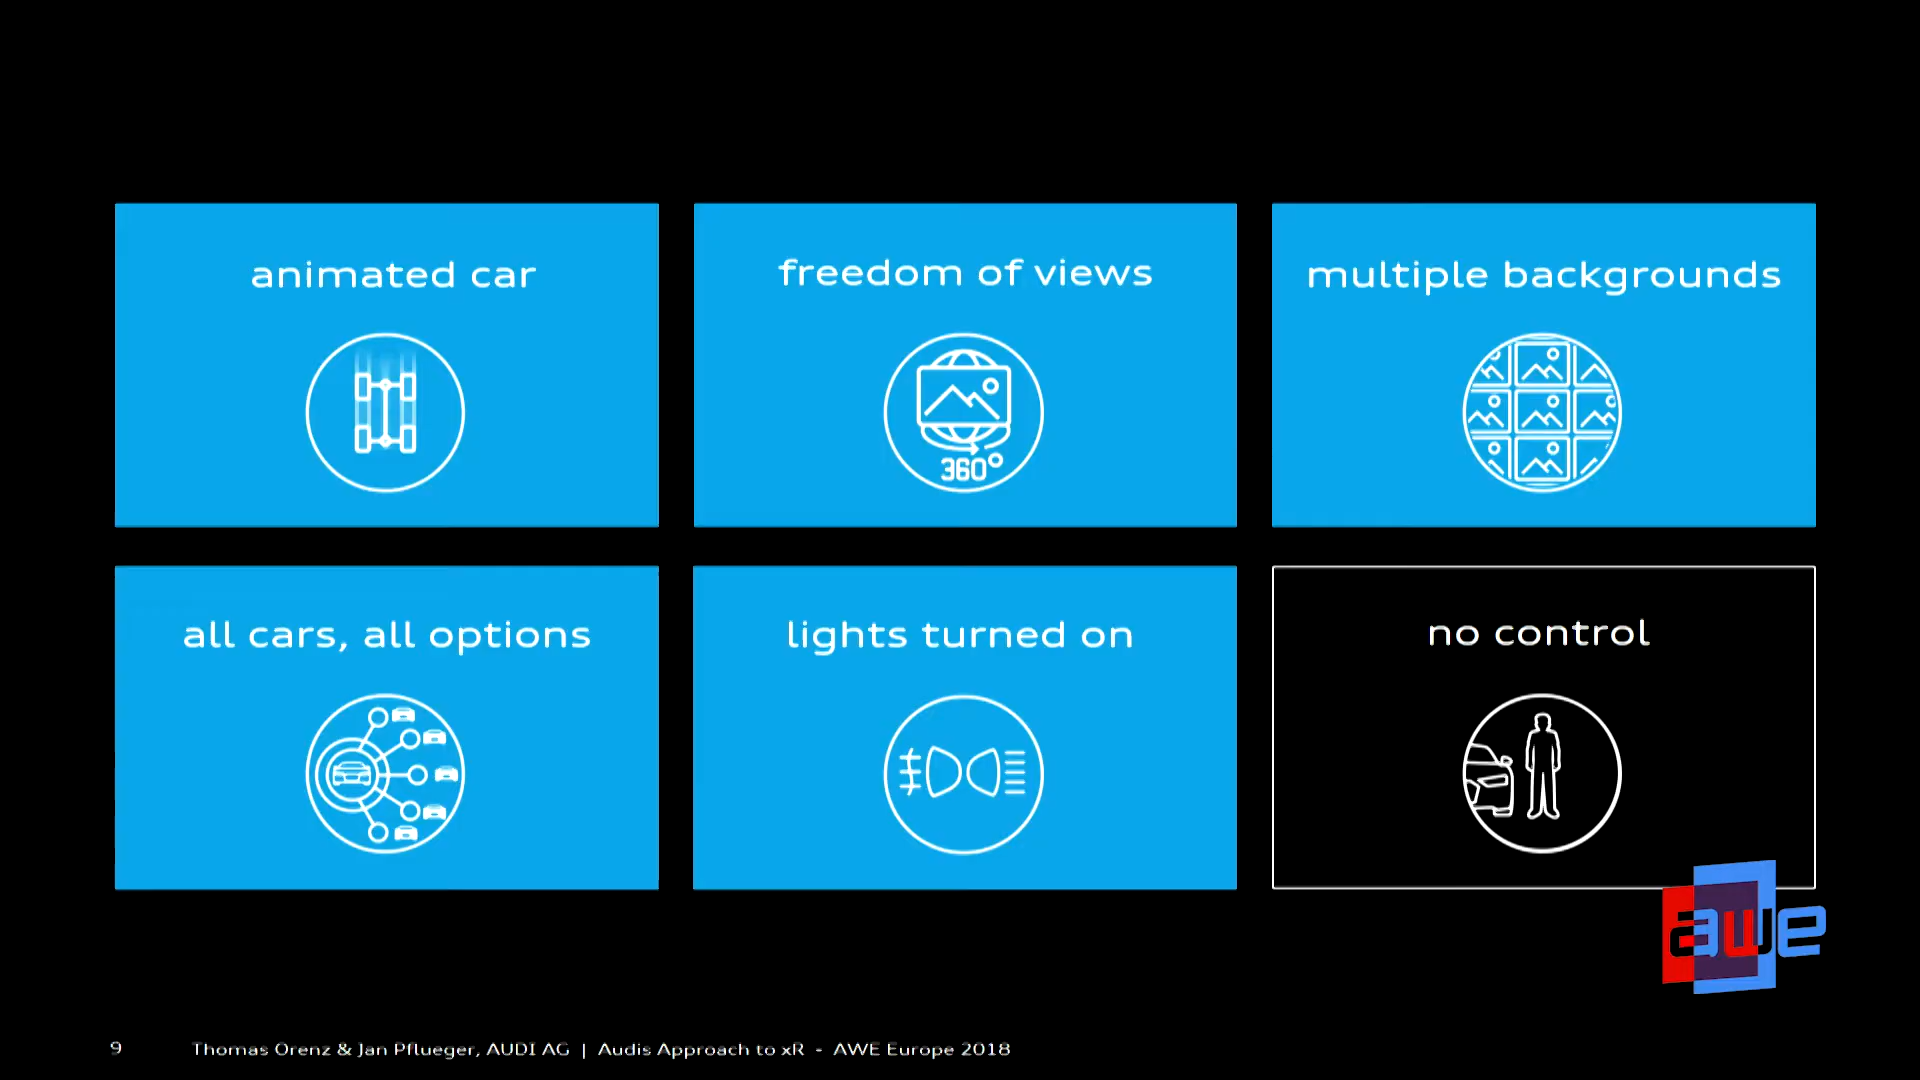 animated car
freedom of views
multiple backgrounds
360°
all cars, all options
lights turned on
no control
awe
9 Thomas Orenz & Jan Pflueger, AUDI AG | Audis Approach to xR - AWE Europe 2018